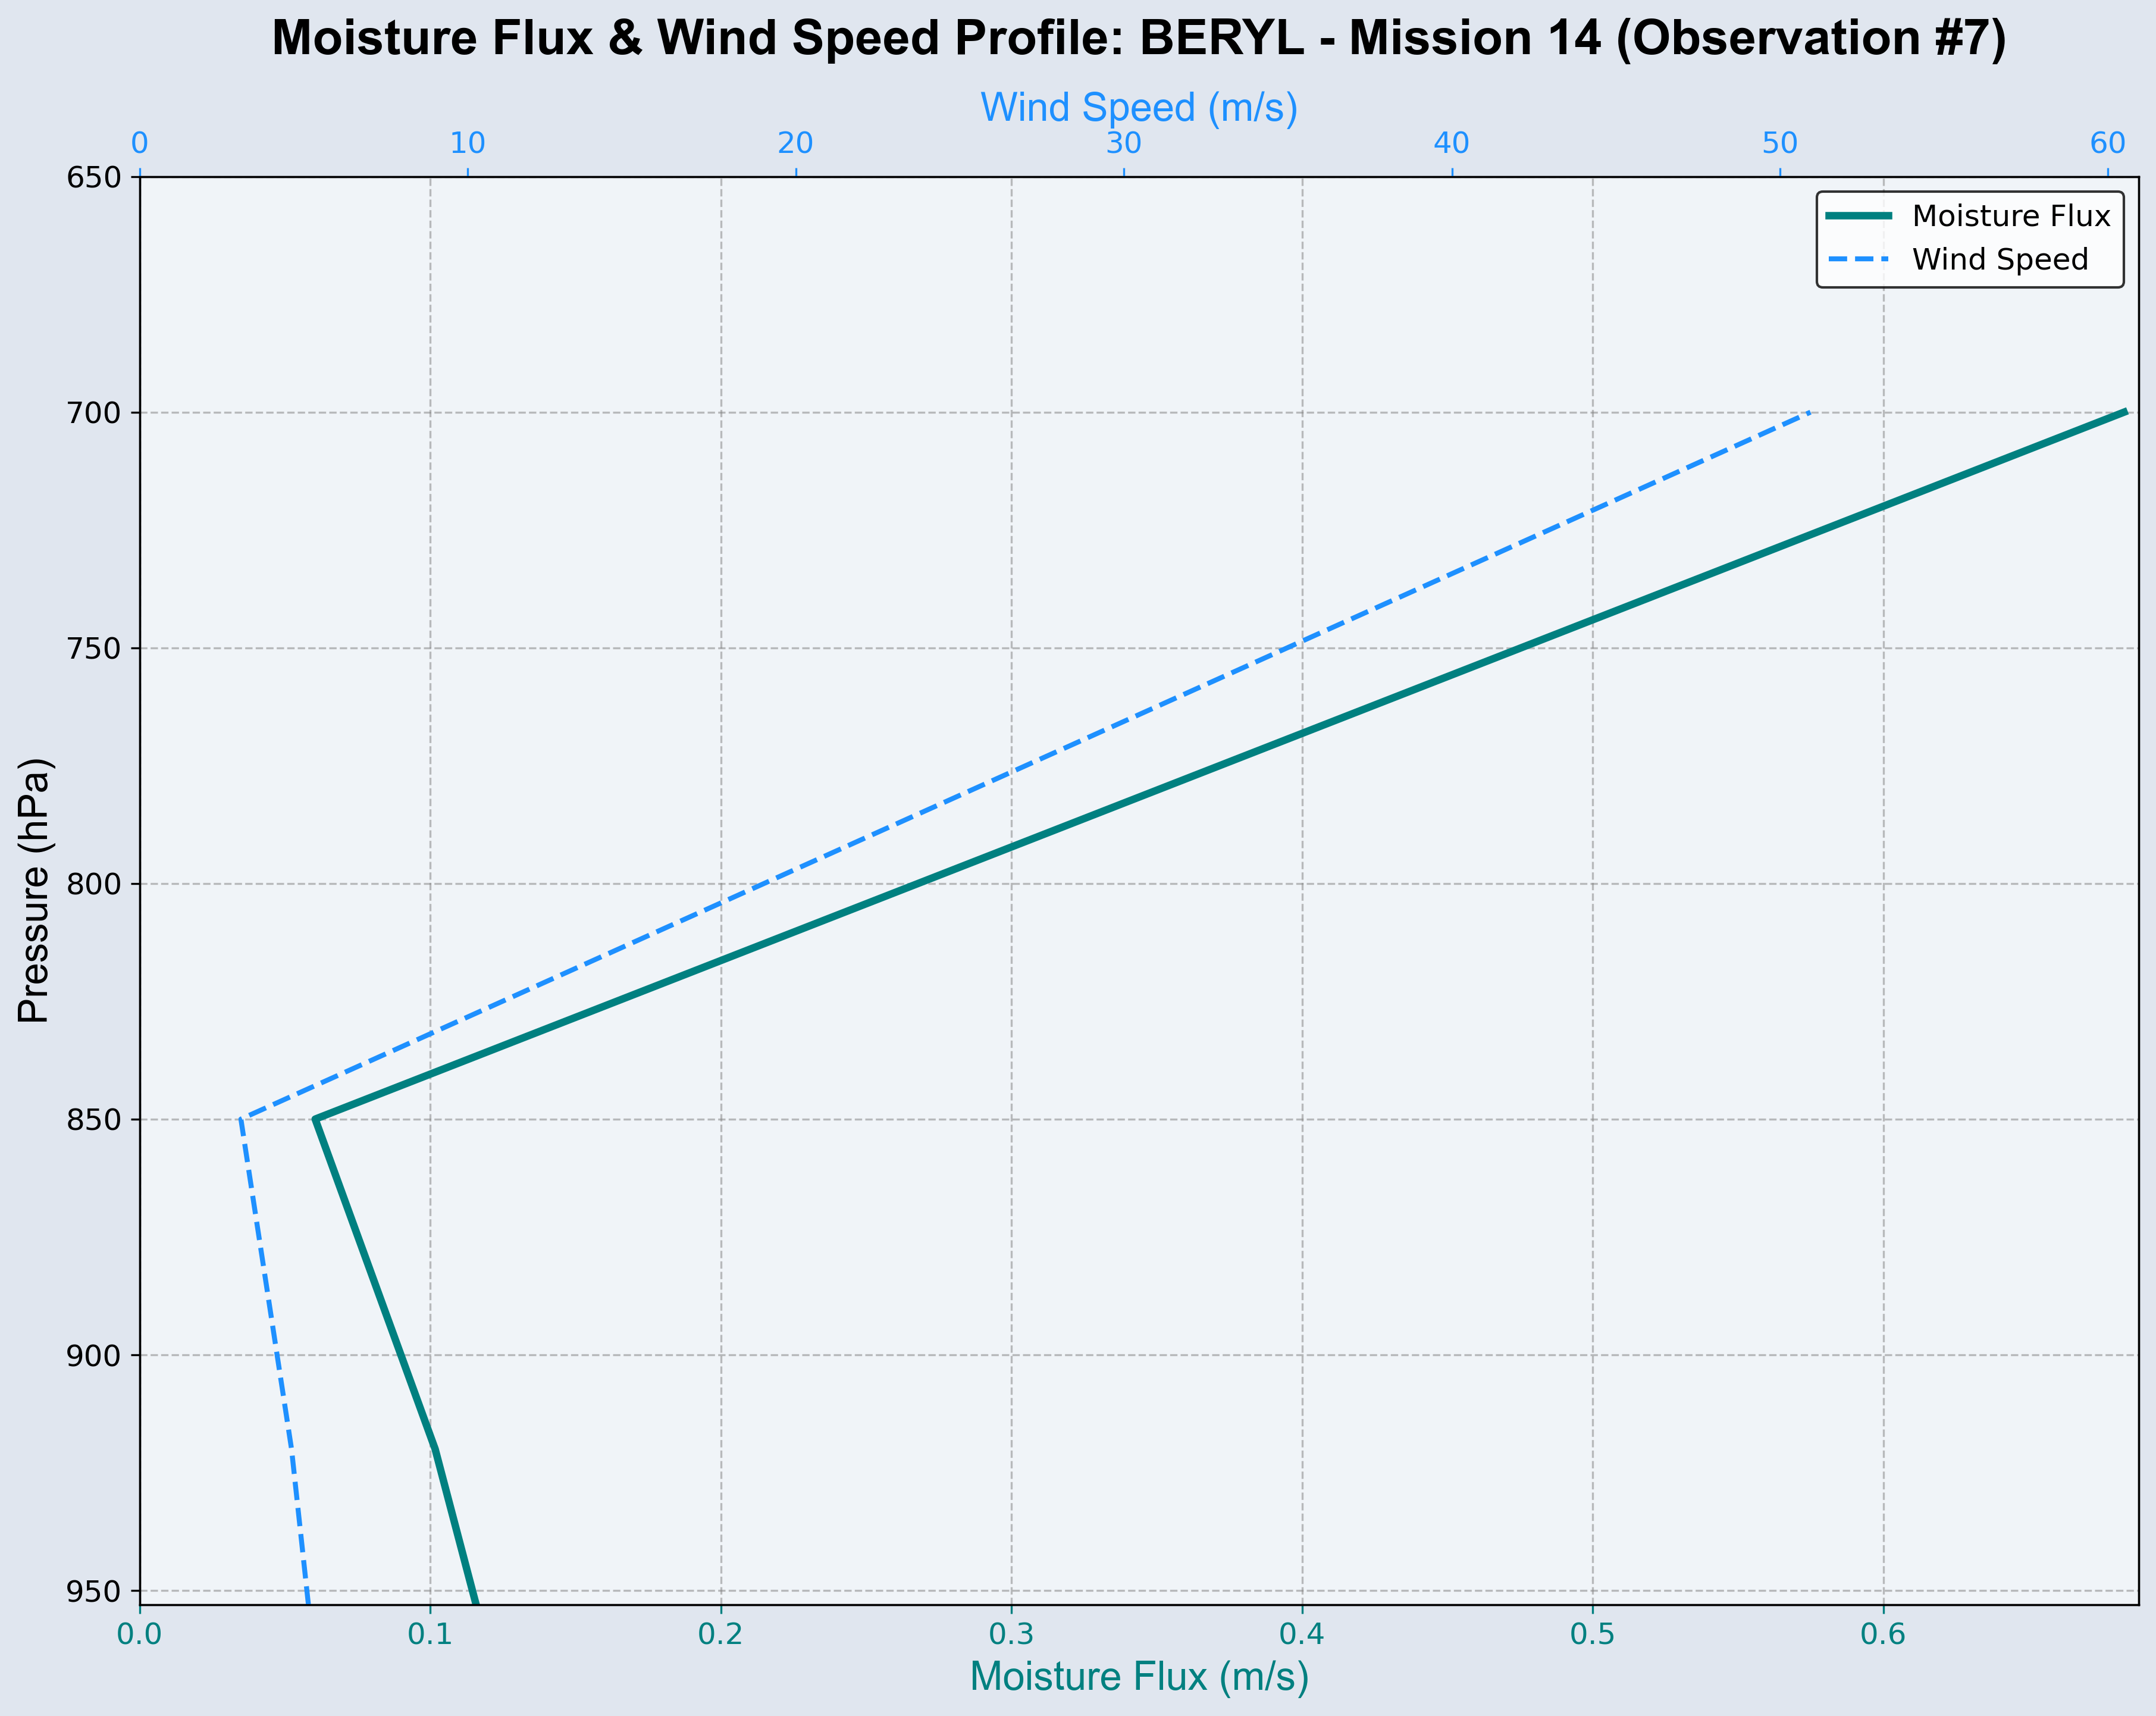 Moisture Flux & Wind Speed Profile: BERYL - Mission 14 (Observation #7)
Wind Speed (m/s)
0 10 20 30 40 50 60
Moisture Flux
Wind Speed
Pressure (hPa)
650
700
750
800
850
900
950
0.0 0.1 0.2 0.3 0.4 0.5 0.6
Moisture Flux (m/s)